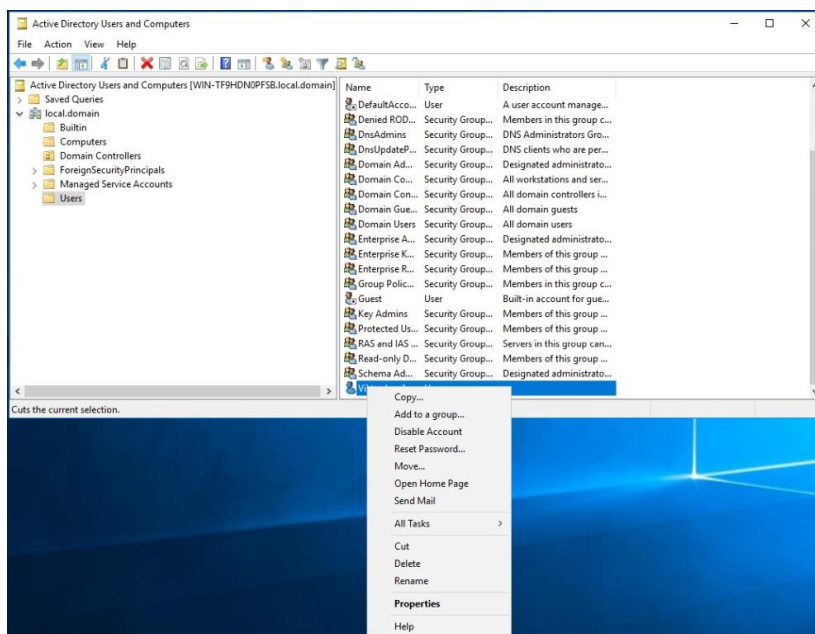 Active Directory Users and Computers
File Action View Help
Active Directory Users and Computers [WIN-TF9HDN0PFSB.local.domain]
Saved Queries
local.domain
Builtin
Computers
Domain Controllers
ForeignSecurityPrincipals
Managed Service Accounts
Users
Name Type Description
DefaultAcco... User A user account manage...
Denied ROD... Security Group... Members in this group c...
DnsAdmins Security Group... DNS Administrators Gro...
DnsUpdateP... Security Group... DNS clients who are per...
Domain Ad... Security Group... Designated administrato...
Domain Co... Security Group... All workstations and ser...
Domain Con... Security Group... All domain controllers i...
Domain Gue... Security Group... All domain guests
Domain Users Security Group... All domain users
Enterprise A... Security Group... Designated administrato...
Enterprise K... Security Group... Members of this group ...
Enterprise R... Security Group... Members of this group ...
Group Polic... Security Group... Members in this group c...
Guest User Built-in account for gue...
Key Admins Security Group... Members of this group ...
Protected Us... Security Group... Members of this group ...
RAS and IAS ... Security Group... Servers in this group can...
Read-only D... Security Group... Members of this group ...
Schema Ad... Security Group... Designated administrato...
Cuts the current selection.
Copy...
Add to a group...
Disable Account
Reset Password...
Move...
Open Home Page
Send Mail
All Tasks
Cut
Delete
Rename
Properties
Help